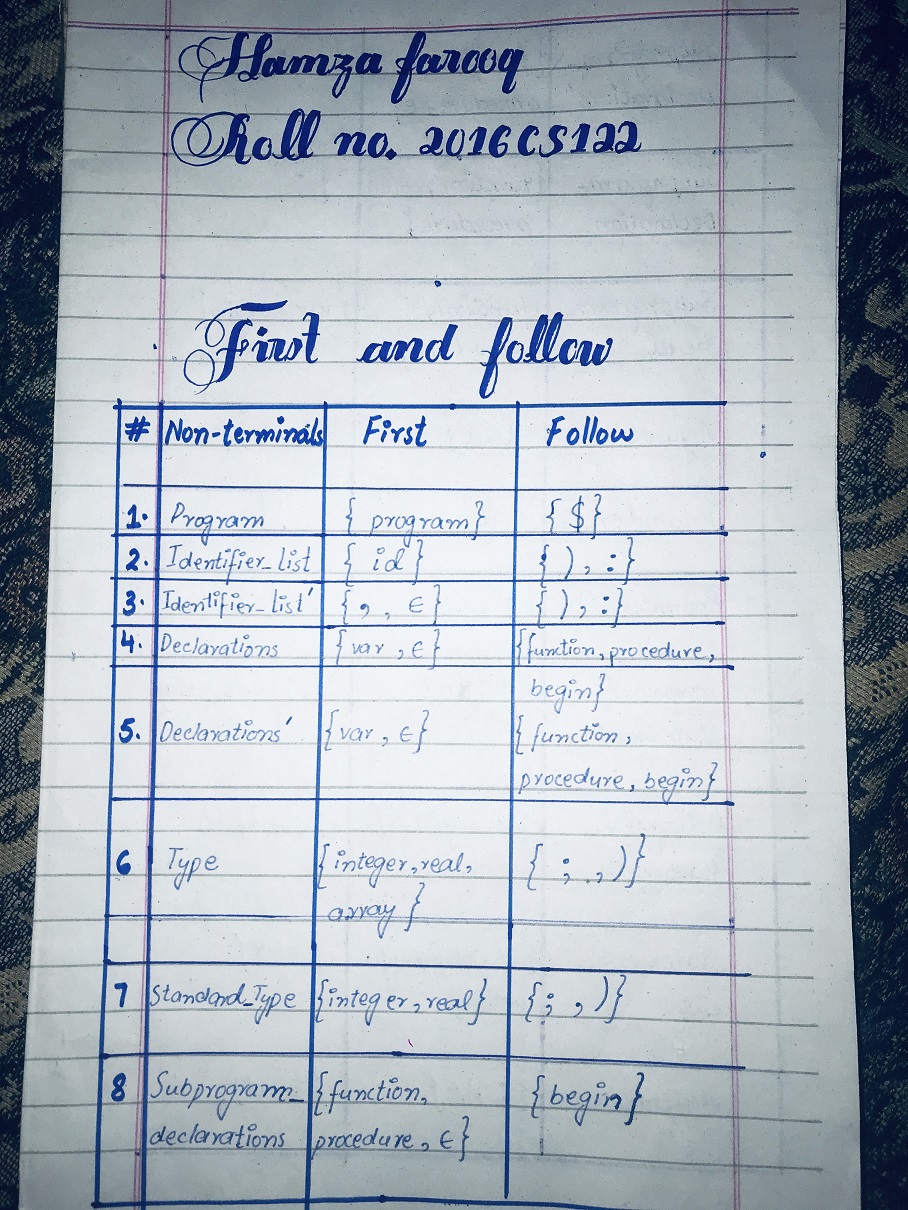 Hamza farooq
Roll no. 2016CS122
First and follow
# Non-terminals First Follow
1. Program { program} { $}
2. Identifier_list { id } { ), :}
3. Identifier_list' {, , ∈} { ), :}
4. Declarations {var, ∈} {function, procedure,
begin}
5. Declarations' {var, ∈} { function,
procedure, begin}
6 Type {integer, real, { ; , )}
array }
7 Standard_Type {integer, real} {; , )}
8 Subprogram_ {function, {begin}
declarations procedure, ∈}